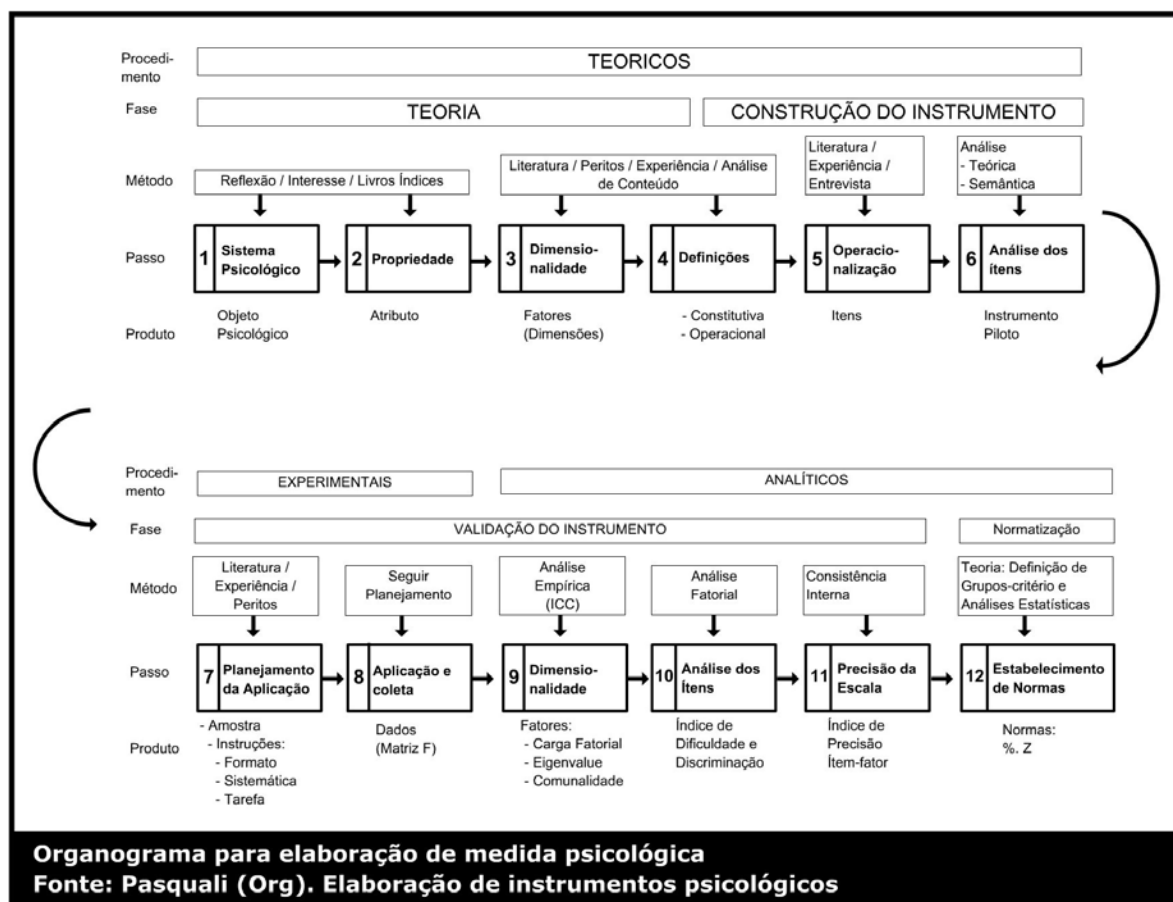 Procedi-
mento
TEORICOS
Fase
TEORIA
CONSTRUÇÃO DO INSTRUMENTO
Método
Reflexão / Interesse / Livros Índices
Literatura / Peritos / Experiência / Análise
de Conteúdo
Literatura /
Experiência /
Entrevista
Análise
- Teórica
- Semântica
Passo
1
Sistema
Psicológico
2
Propriedade
3
Dimensio-
nalidade
4
Definições
5
Operacio-
nalização
6
Análise dos
ítens
Produto
Objeto
Psicológico
Atributo
Fatores
(Dimensões)
- Constitutiva
- Operacional
Itens
Instrumento
Piloto
Procedi-
mento
EXPERIMENTAIS
ANALÍTICOS
Fase
VALIDAÇÃO DO INSTRUMENTO
Normatização
Método
Literatura /
Experiência /
Peritos
Seguir
Planejamento
Análise
Empírica
(ICC)
Análise
Fatorial
Consistência
Interna
Teoria: Definição de
Grupos-critério e
Análises Estatísticas
Passo
7
Planejamento
da Aplicação
8
Aplicação e
coleta
9
Dimensio-
nalidade
10
Análise dos
Ítens
11
Precisão da
Escala
12
Estabelecimento
de Normas
Produto
- Amostra
- Instruções:
- Formato
- Sistemática
- Tarefa
Dados
(Matriz F)
Fatores:
- Carga Fatorial
- Eigenvalue
- Comunalidade
Índice de
Dificuldade e
Discriminação
Índice de
Precisão
Ítem-fator
Normas:
%. Z
Organograma para elaboração de medida psicológica
Fonte: Pasquali (Org). Elaboração de instrumentos psicológicos